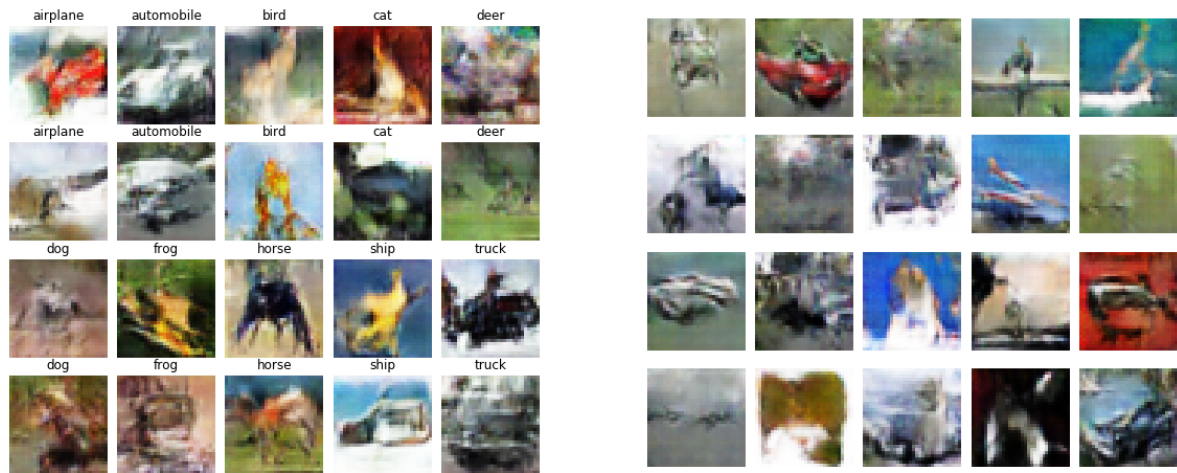 airplane automobile bird cat deer
airplane automobile bird cat deer
dog frog horse ship truck
dog frog horse ship truck